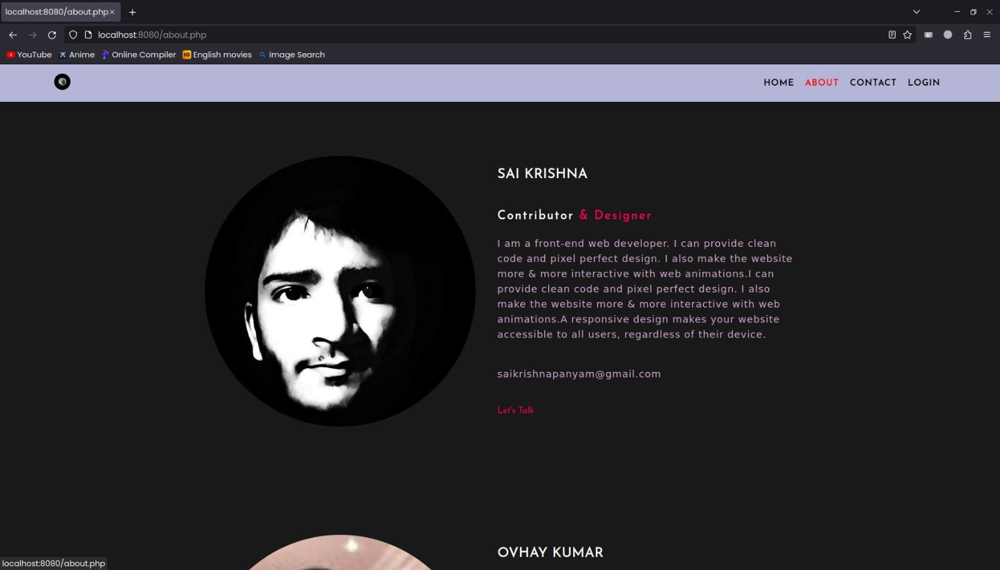 localhost:8080/about.php
localhost:8080/about.php
YouTube Anime Online Compiler HD English movies Image Search
HOME ABOUT CONTACT LOGIN
SAI KRISHNA
Contributor & Designer
I am a front-end web developer. I can provide clean
code and pixel perfect design. I also make the website
more & more interactive with web animations.I can
provide clean code and pixel perfect design. I also
make the website more & more interactive with web
animations.A responsive design makes your website
accessible to all users, regardless of their device.
saikrishnapanyam@gmail.com
Let's Talk
OVHAY KUMAR
localhost:8080/about.php